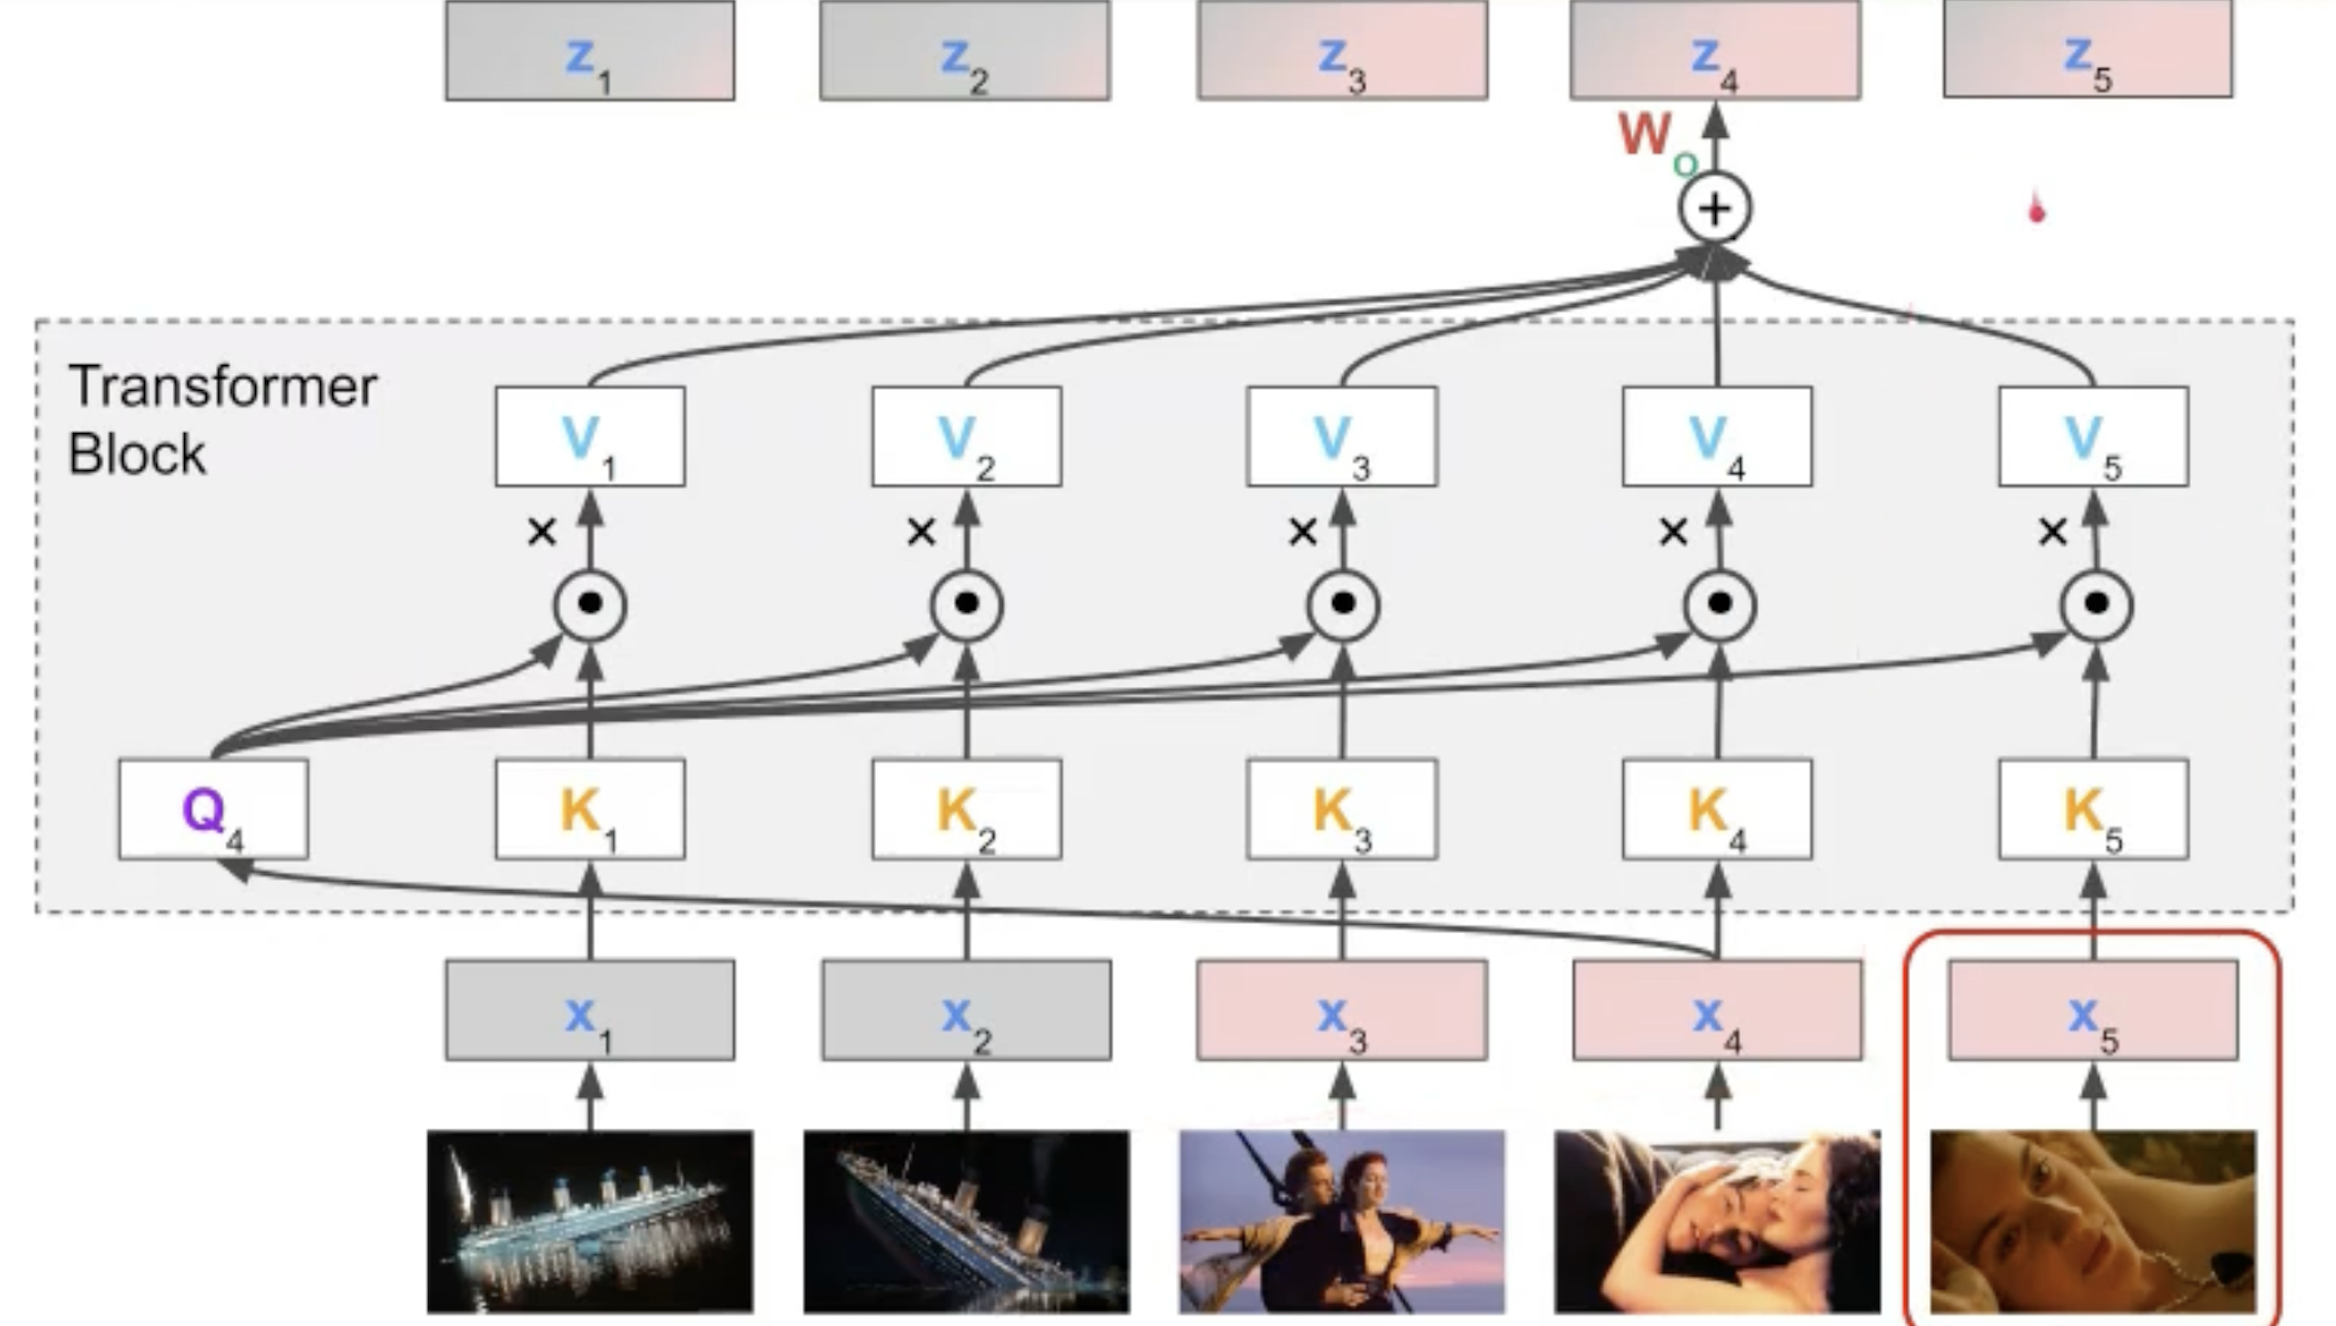 z1 z2 z3 z4 z5
Wo
+
Transformer
Block
V1 V2 V3 V4 V5
× × × × ×
Q4 K1 K2 K3 K4 K5
x1 x2 x3 x4 x5